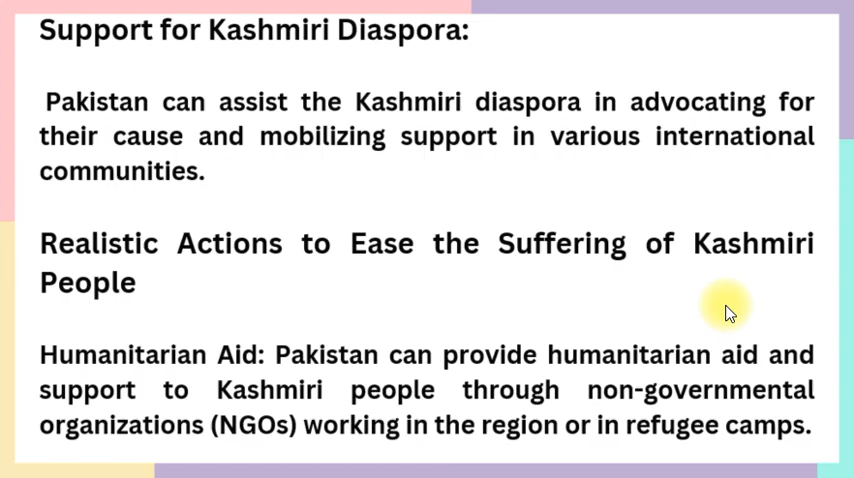 Support for Kashmiri Diaspora:
Pakistan can assist the Kashmiri diaspora in advocating for
their cause and mobilizing support in various international
communities.
Realistic Actions to Ease the Suffering of Kashmiri
People
Humanitarian Aid: Pakistan can provide humanitarian aid and
support to Kashmiri people through non-governmental
organizations (NGOs) working in the region or in refugee camps.